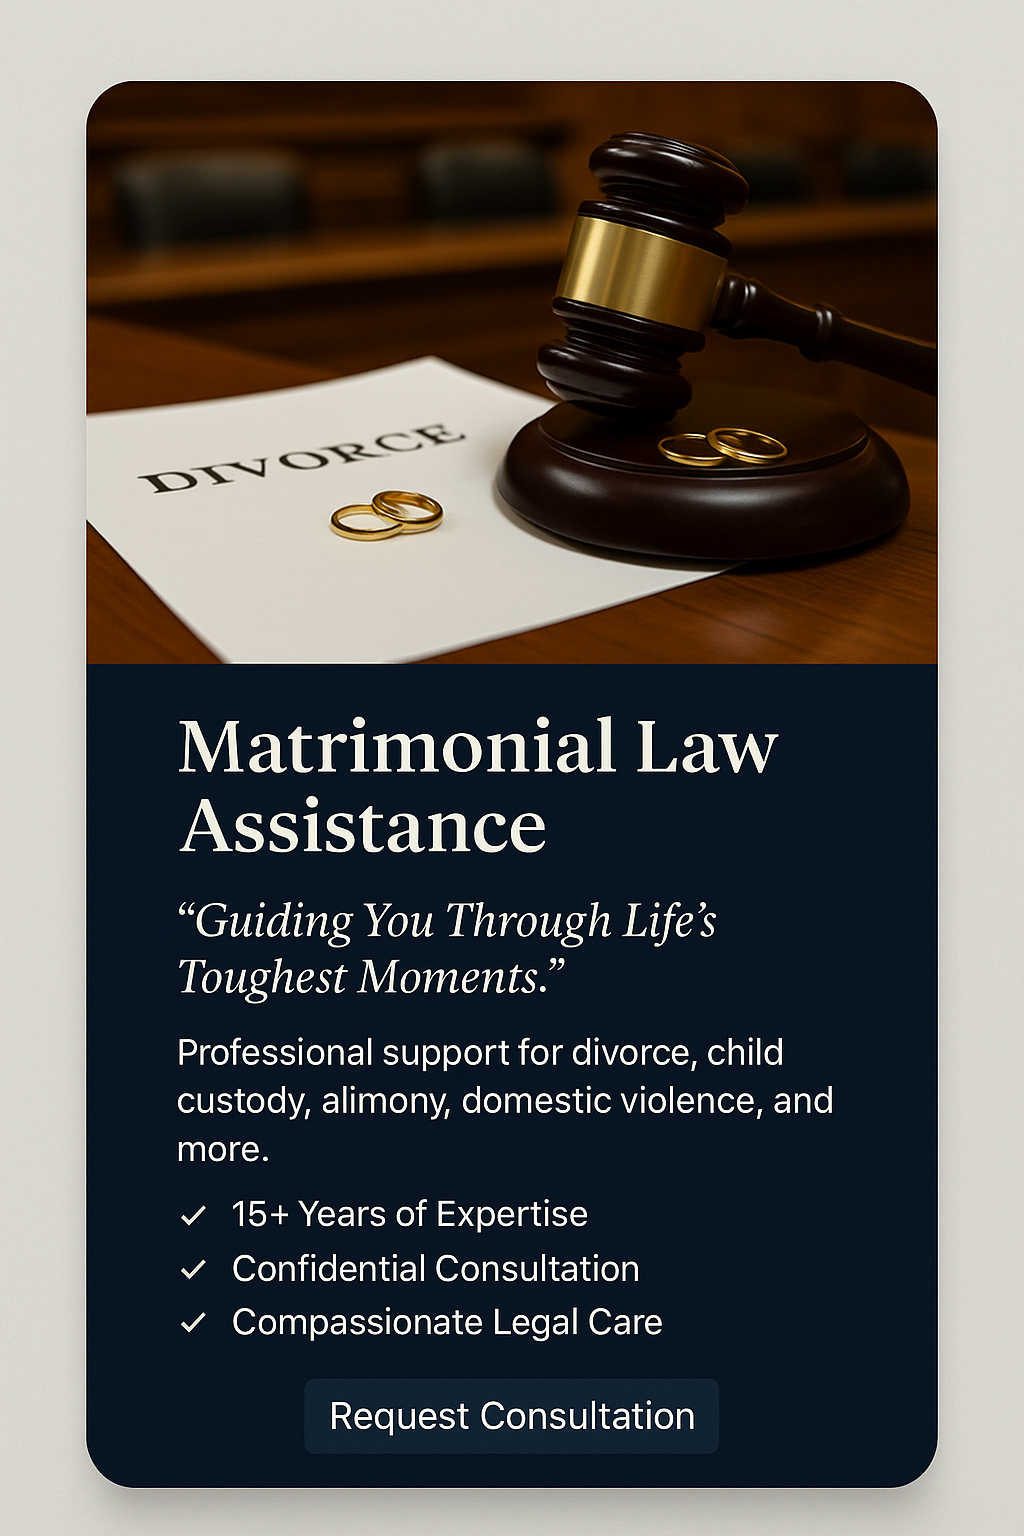 DIVORCE
Matrimonial Law
Assistance
“Guiding You Through Life’s
Toughest Moments.”
Professional support for divorce, child
custody, alimony, domestic violence, and
more.
✓ 15+ Years of Expertise
✓ Confidential Consultation
✓ Compassionate Legal Care
Request Consultation